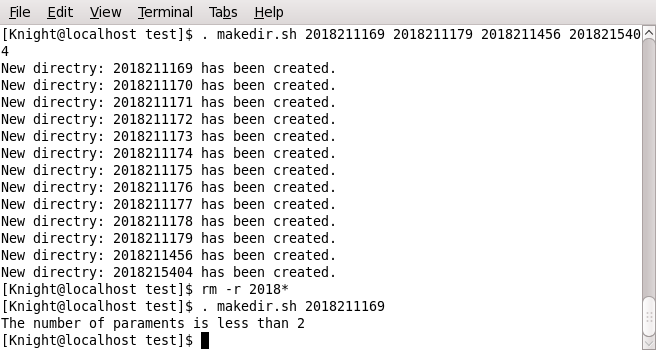 File Edit View Terminal Tabs Help
[Knight@localhost test]$ . makedir.sh 2018211169 2018211179 2018211456 201821540
4
New directry: 2018211169 has been created.
New directry: 2018211170 has been created.
New directry: 2018211171 has been created.
New directry: 2018211172 has been created.
New directry: 2018211173 has been created.
New directry: 2018211174 has been created.
New directry: 2018211175 has been created.
New directry: 2018211176 has been created.
New directry: 2018211177 has been created.
New directry: 2018211178 has been created.
New directry: 2018211179 has been created.
New directry: 2018211456 has been created.
New directry: 2018215404 has been created.
[Knight@localhost test]$ rm -r 2018*
[Knight@localhost test]$ . makedir.sh 2018211169
The number of paraments is less than 2
[Knight@localhost test]$